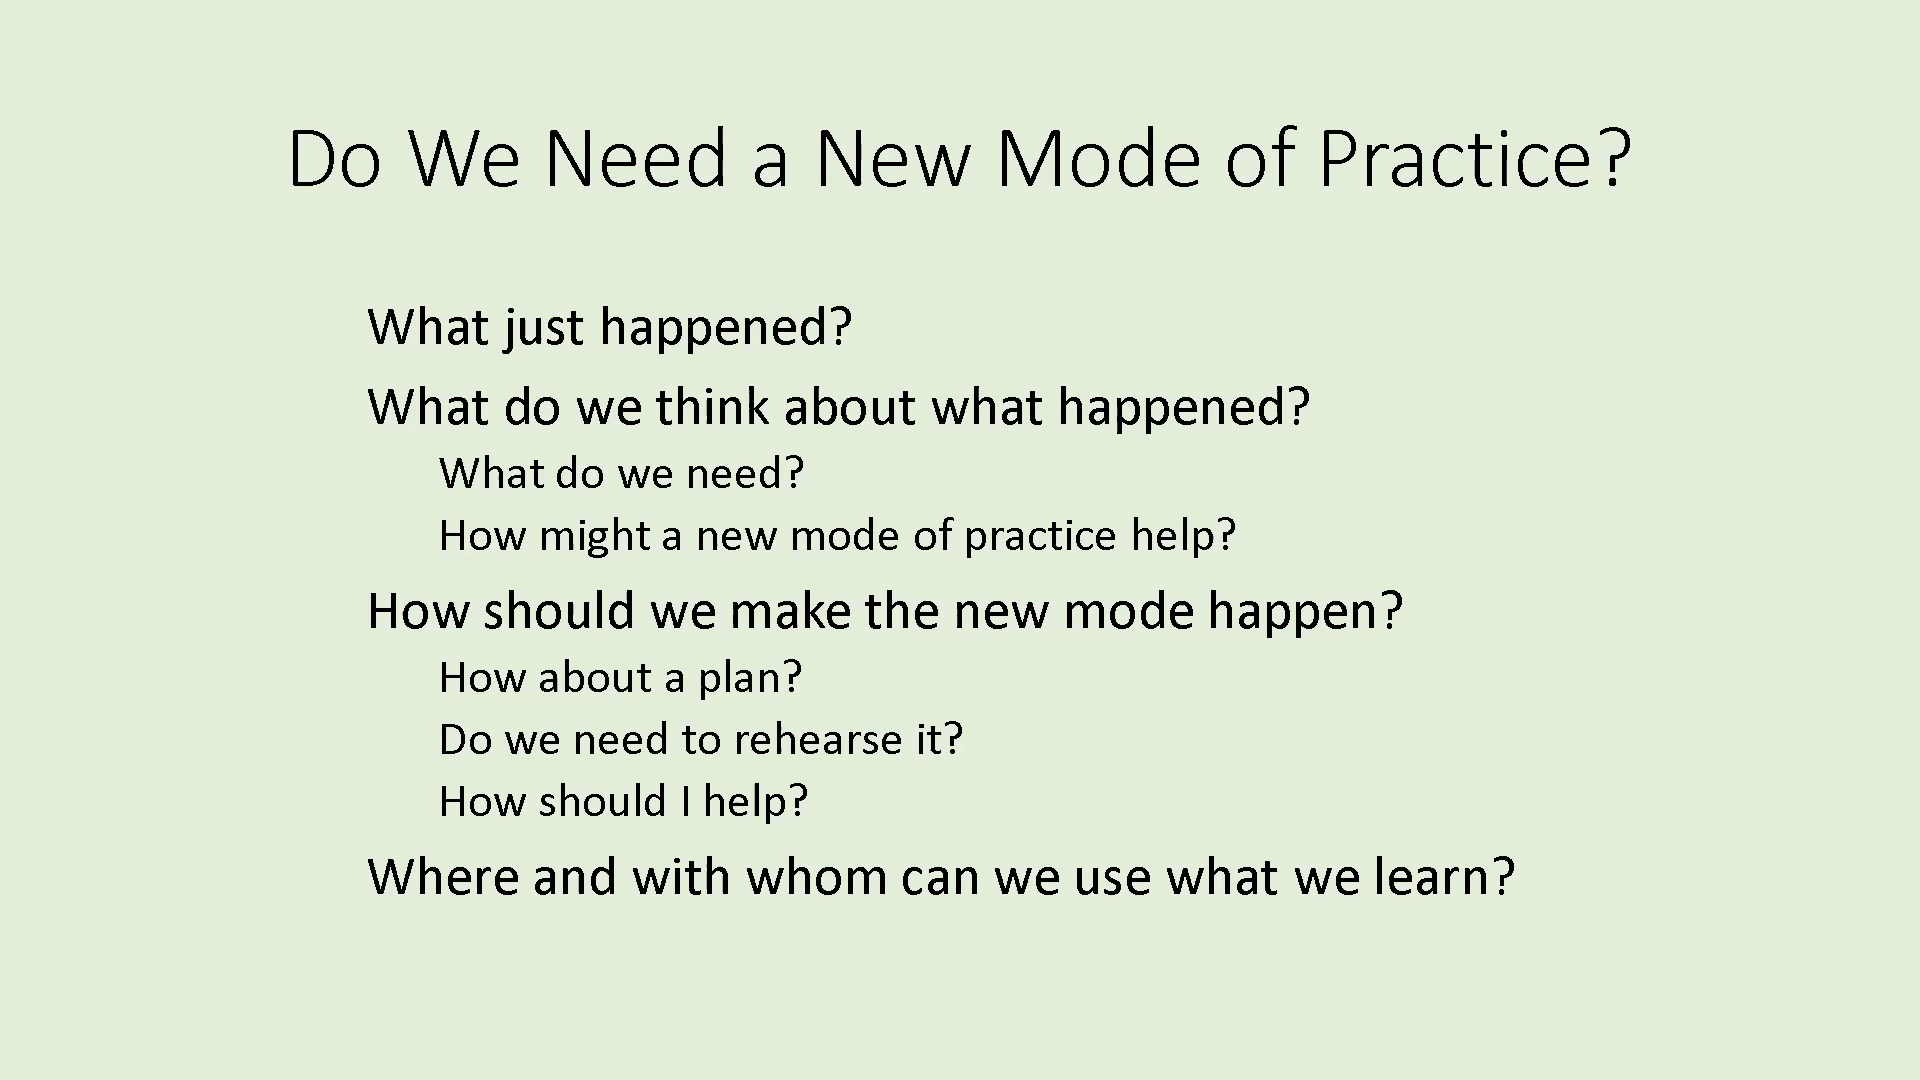 Do We Need a New Mode of Practice?
What just happened?
What do we think about what happened?
What do we need?
How might a new mode of practice help?
How should we make the new mode happen?
How about a plan?
Do we need to rehearse it?
How should I help?
Where and with whom can we use what we learn?